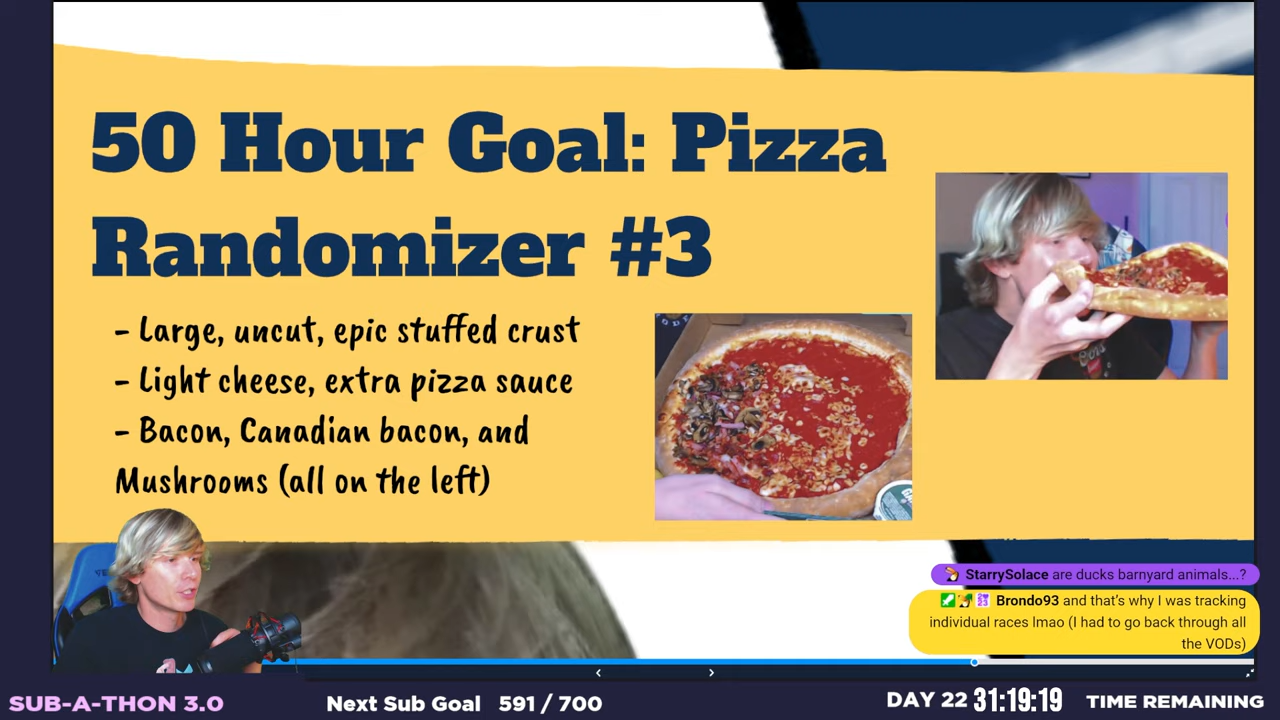 50 Hour Goal: Pizza
Randomizer #3
- Large, uncut, epic stuffed crust
- Light cheese, extra pizza sauce
- Bacon, Canadian bacon, and
Mushrooms (all on the left)
StarrySolace are ducks barnyard animals...?
Brondo93 and that's why I was tracking
individual races lmao (I had to go back through all
the VODs)
SUB-A-THON 3.0
Next Sub Goal 591 / 700
DAY 22 31:19:19 TIME REMAINING